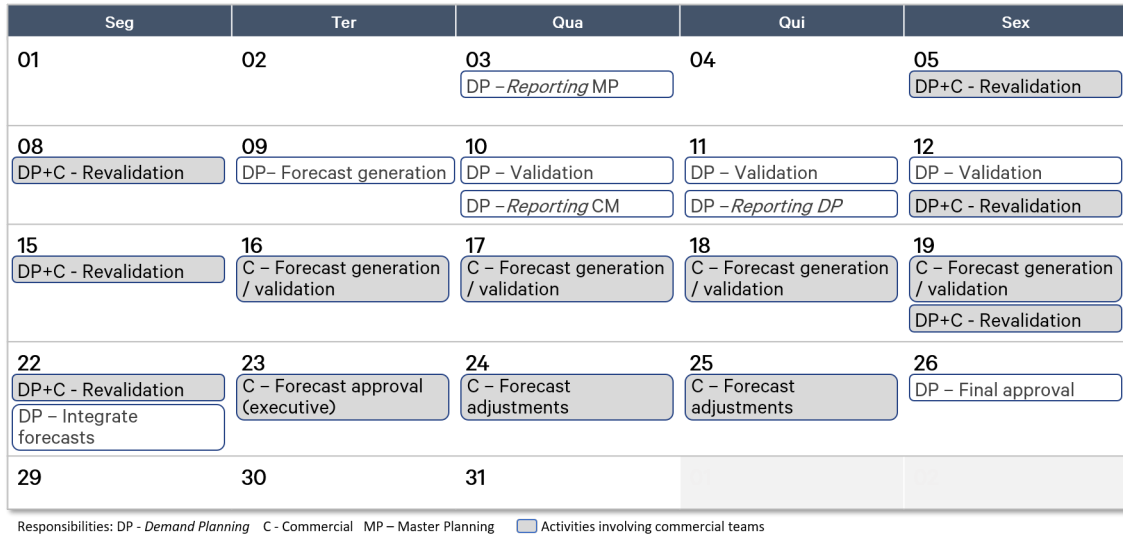 Seg Ter Qua Qui Sex
01 02 03 04 05
DP – Reporting MP
DP+C - Revalidation
08 09 10 11 12
DP+C - Revalidation
DP– Forecast generation
DP – Validation
DP – Reporting CM
DP – Validation
DP – Reporting DP
DP – Validation
DP+C - Revalidation
15 16 17 18 19
DP+C - Revalidation
C – Forecast generation
/ validation
C – Forecast generation
/ validation
C – Forecast generation
/ validation
C – Forecast generation
/ validation
DP+C - Revalidation
22 23 24 25 26
DP+C - Revalidation
DP – Integrate
forecasts
C – Forecast approval
(executive)
C – Forecast
adjustments
C – Forecast
adjustments
DP – Final approval
29 30 31
Responsibilities: DP - Demand Planning C - Commercial MP – Master Planning Activities involving commercial teams